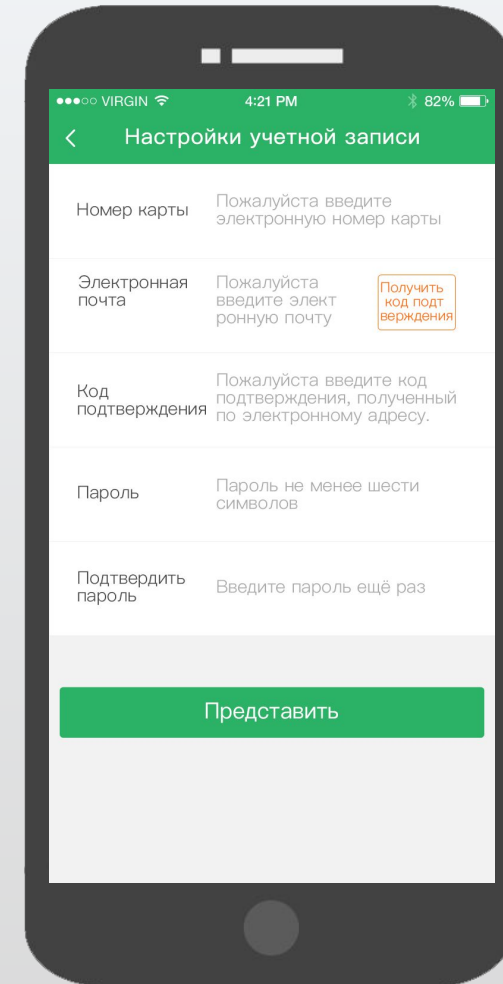 VIRGIN 4:21 PM 82%
Настройки учетной записи
Номер карты
Пожалуйста введите
электронную номер карты
Электронная
почта
Пожалуйста
введите элект
ронную почту
Получить
код подт
верждения
Код
подтверждения
Пожалуйста введите код
подтверждения, полученный
по электронному адресу.
Пароль
Пароль не менее шести
символов
Подтвердить
пароль
Введите пароль ещё раз
Представить